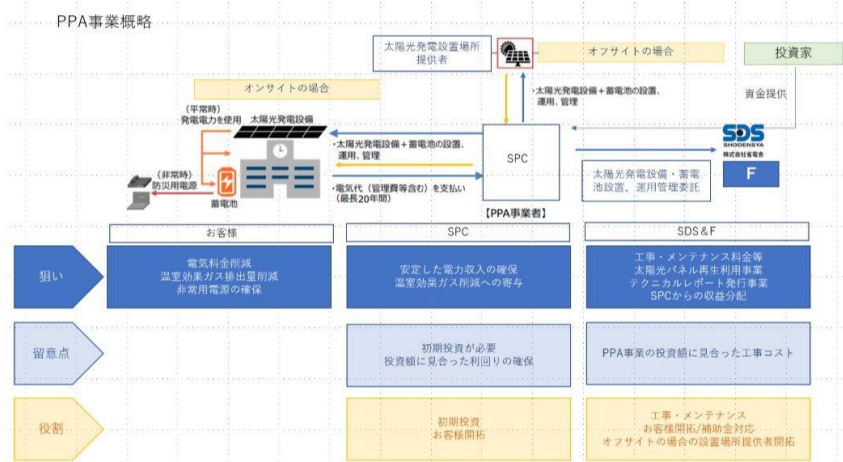 PPA事業概略
太陽光発電設置場所
提供者
オフサイトの場合
投資家
オンサイトの場合
・太陽光発電設備+蓄電池の設置、
運用、管理
資金提供
(平常時)
発電電力を使用
太陽光発電設備
・太陽光発電設備+蓄電池の設置、
運用、管理
SPC
SDS
SHODENSYA
株式会社省電舎
F
(非常時)
防災用電源
蓄電池
・電気代(管理費等含む)を支払い
(最長20年間)
【PPA事業者】
太陽光発電設備・蓄電
池設置、運用管理委託
お客様
SPC
SDS&F
狙い
電気料金削減
温室効果ガス排出量削減
非常用電源の確保
安定した電力収入の確保
温室効果ガス削減への寄与
工事・メンテナンス料金等
太陽光パネル再生利用事業
テクニカルレポート発行事業
SPCからの収益分配
留意点
初期投資が必要
投資額に見合った利回りの確保
PPA事業の投資額に見合った工事コスト
役割
初期投資
お客様開拓
工事・メンテナンス
お客様開拓/補助金対応
オフサイトの場合の設置場所提供者開拓